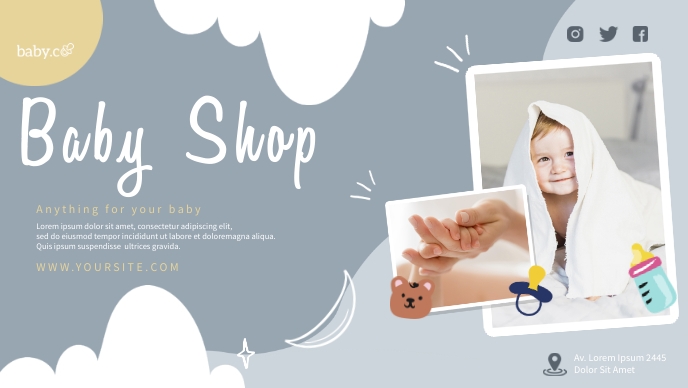 baby.co
Baby Shop
Anything for your baby
Lorem ipsum dolor sit amet, consectetur adipiscing elit,
sed do eiusmod tempor incididunt ut labore et doloremagna aliqua.
Quis ipsum suspendisse ultrices gravida.
WWW.YOURSITE.COM
Av. Lorem Ipsum 2445
Dolor Sit Amet